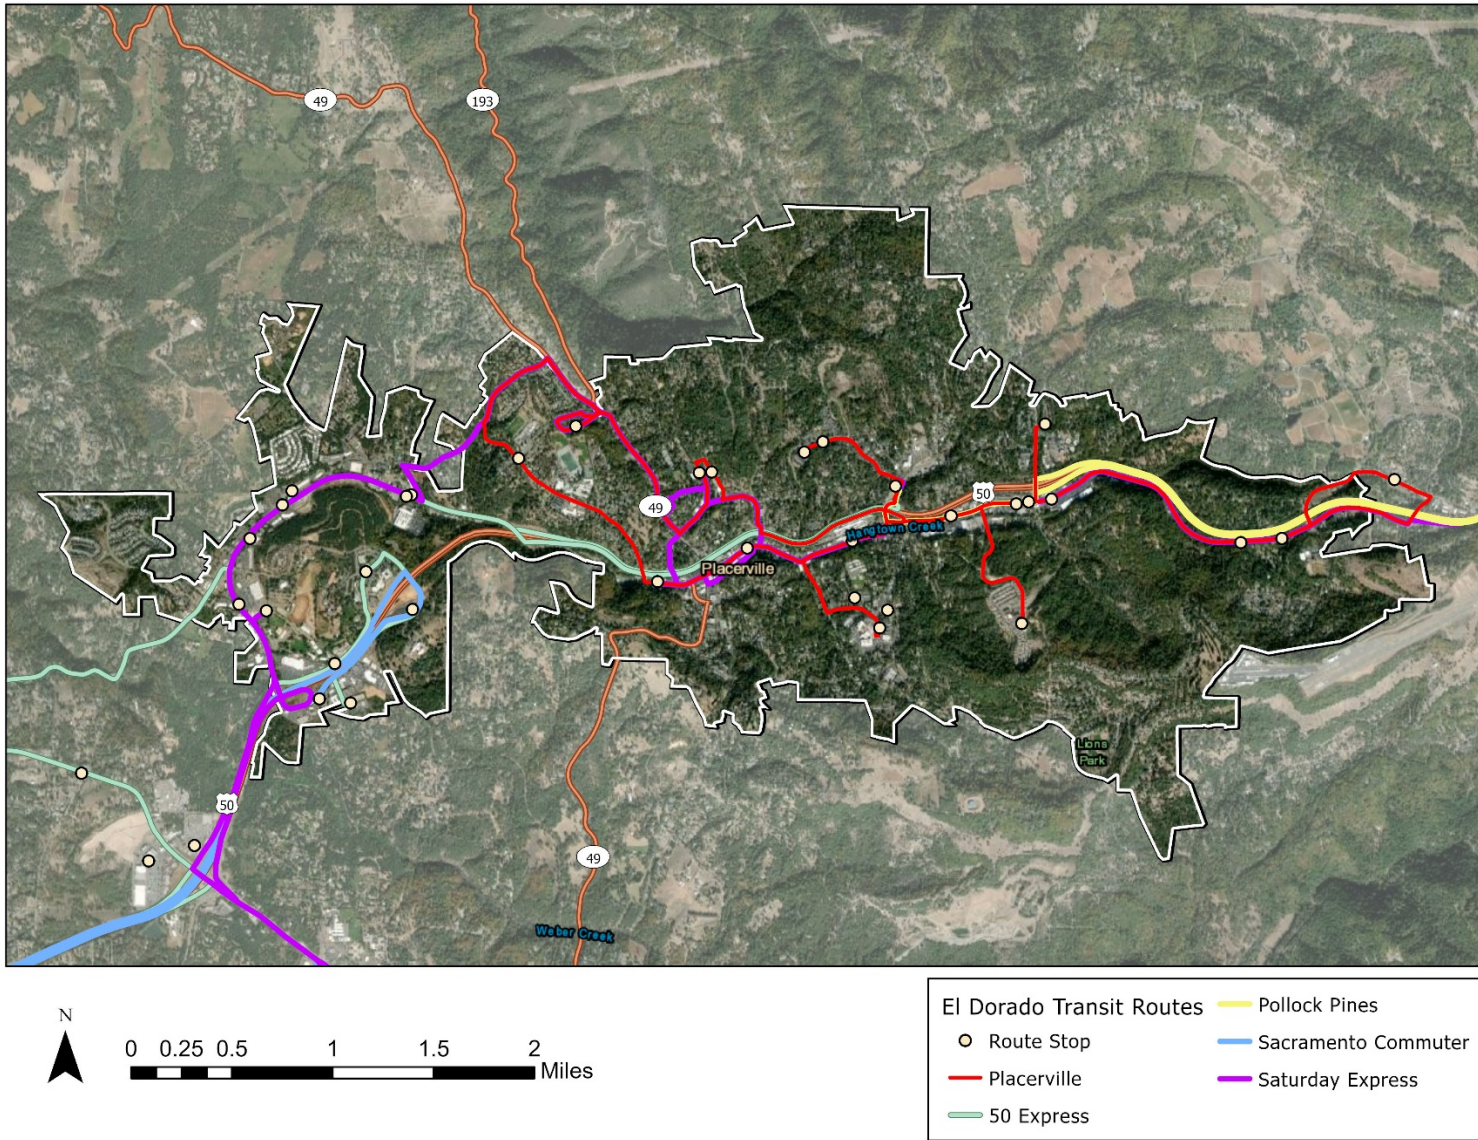 49
193
50
49
Hangtown Creek
Placerville
Lions
Park
50
49
Weber Creek
N
0 0.25 0.5 1 1.5 2
Miles
El Dorado Transit Routes
Route Stop
Placerville
50 Express
Pollock Pines
Sacramento Commuter
Saturday Express